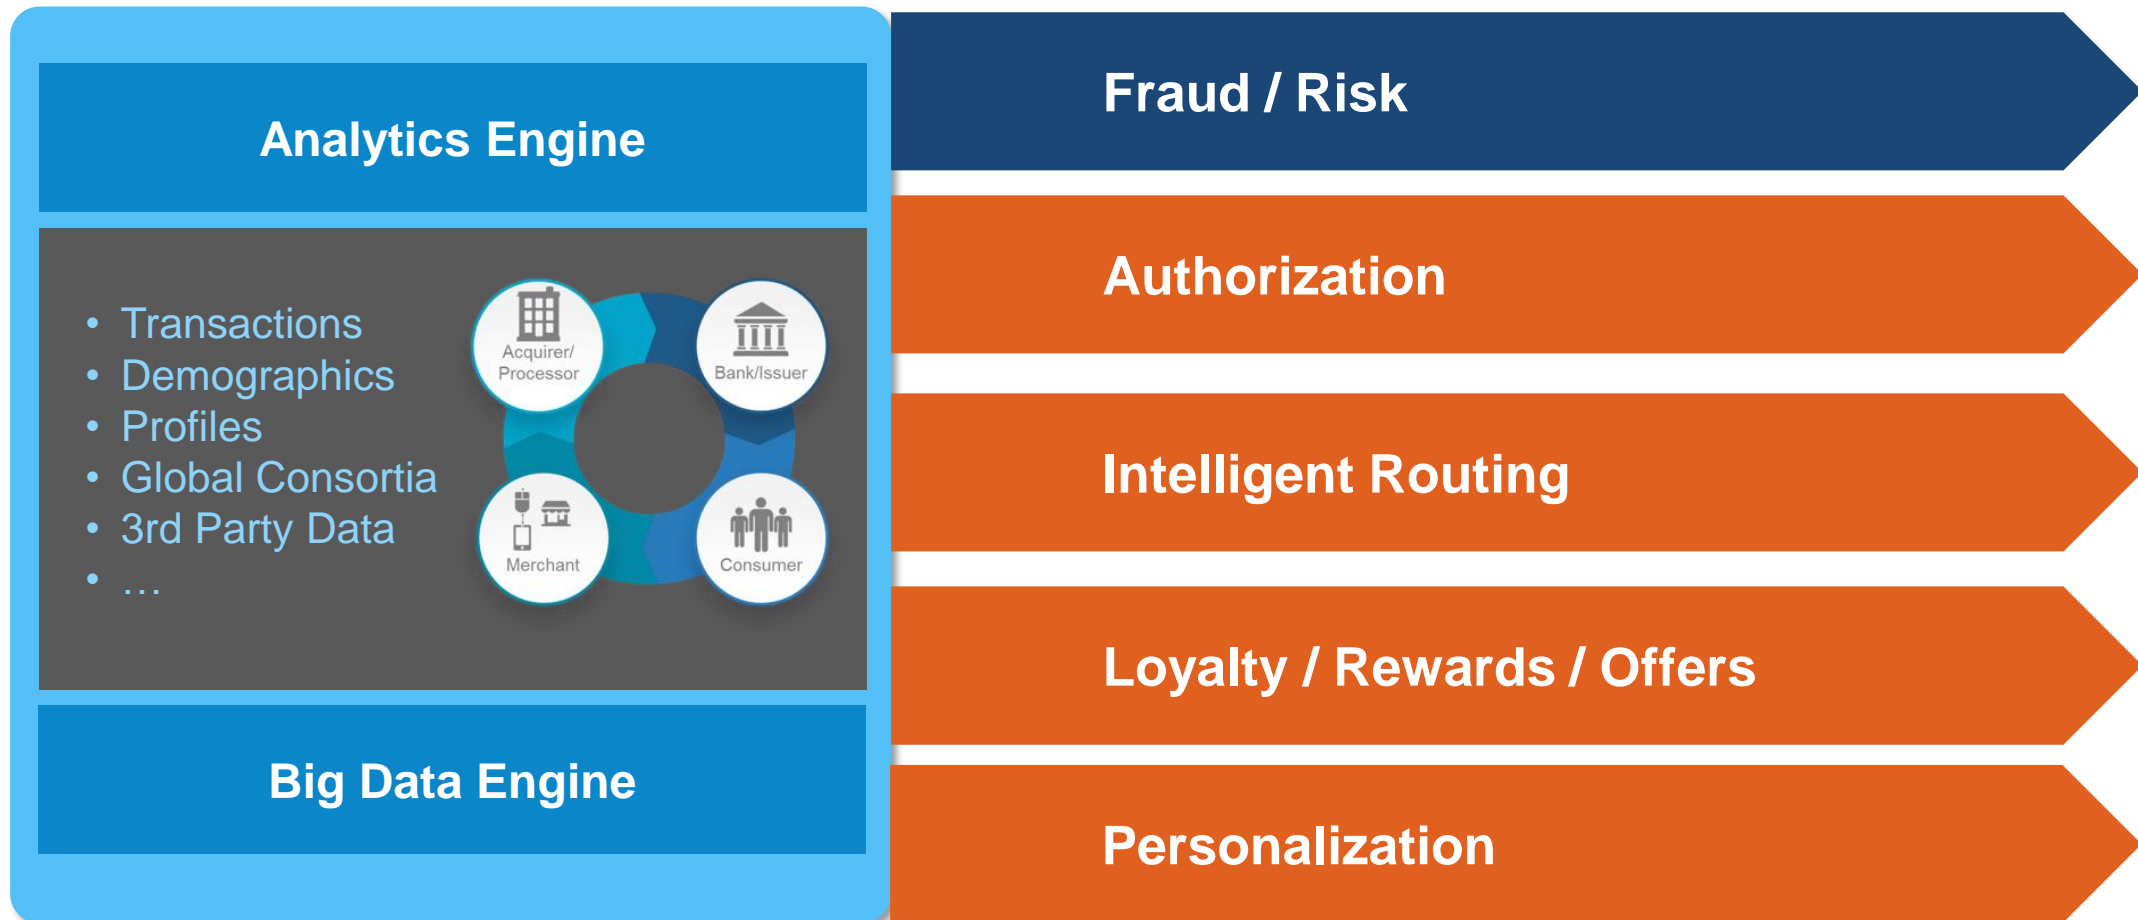 Analytics Engine
• Transactions
• Demographics
• Profiles
• Global Consortia
• 3rd Party Data
• …
Acquirer/
Processor
Bank/Issuer
Merchant
Consumer
Big Data Engine
Fraud / Risk
Authorization
Intelligent Routing
Loyalty / Rewards / Offers
Personalization